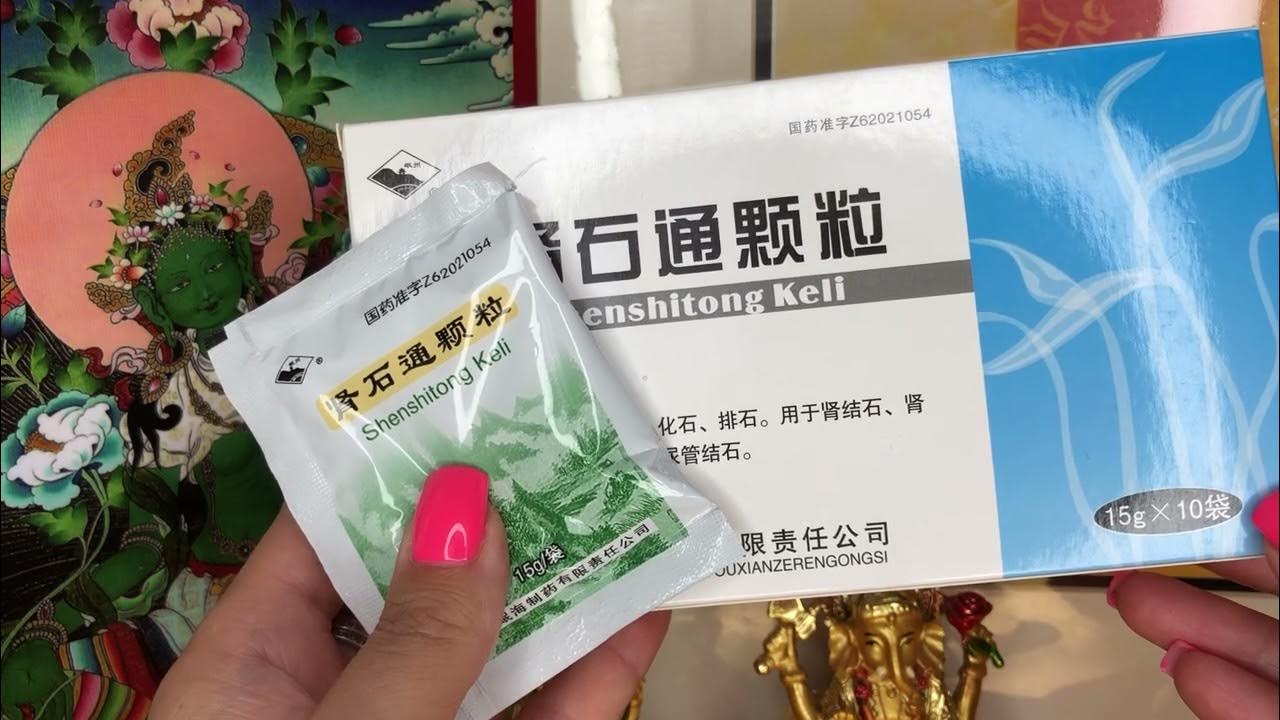 国药准字Z62021054
石通颗粒
enshitong Keli
化石、排石。用于肾结石、肾
尿管结石。
限责任公司
OUXIANZERENGONGSI
15g×10袋
国药准字Z62021054
肾石通颗粒
Shenshitong Keli
15g/袋
海制药有限责任公司